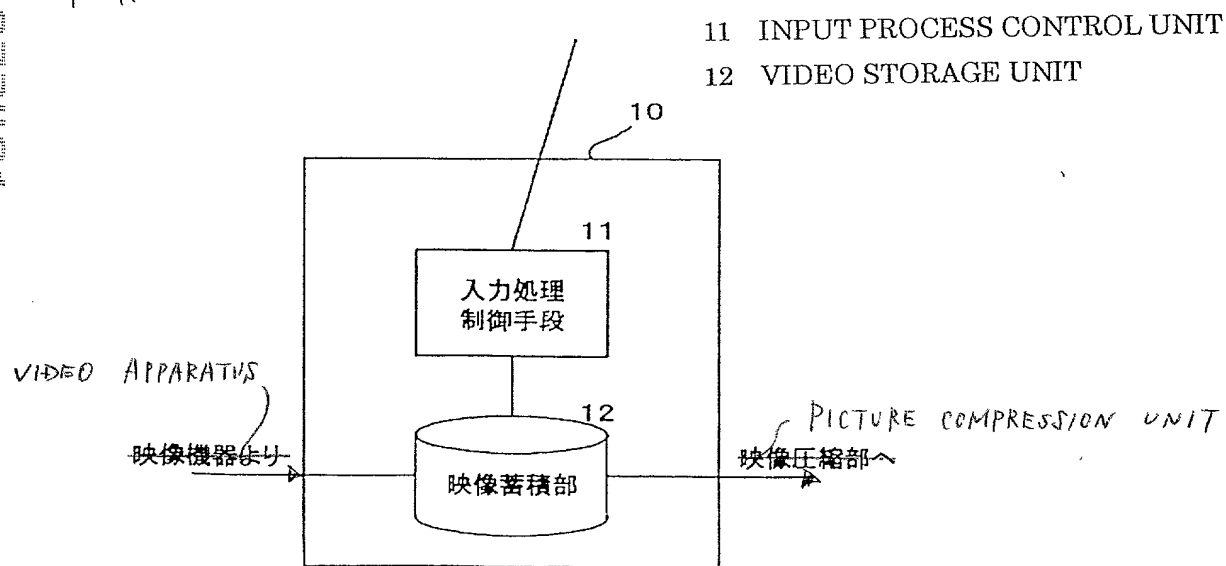 11 INPUT PROCESS CONTROL UNIT
12 VIDEO STORAGE UNIT
10
11
入力処理
制御手段
VIDEO APPARATUS
12
PICTURE COMPRESSION UNIT
映像機器より
映像圧縮部へ
映像蓄積部